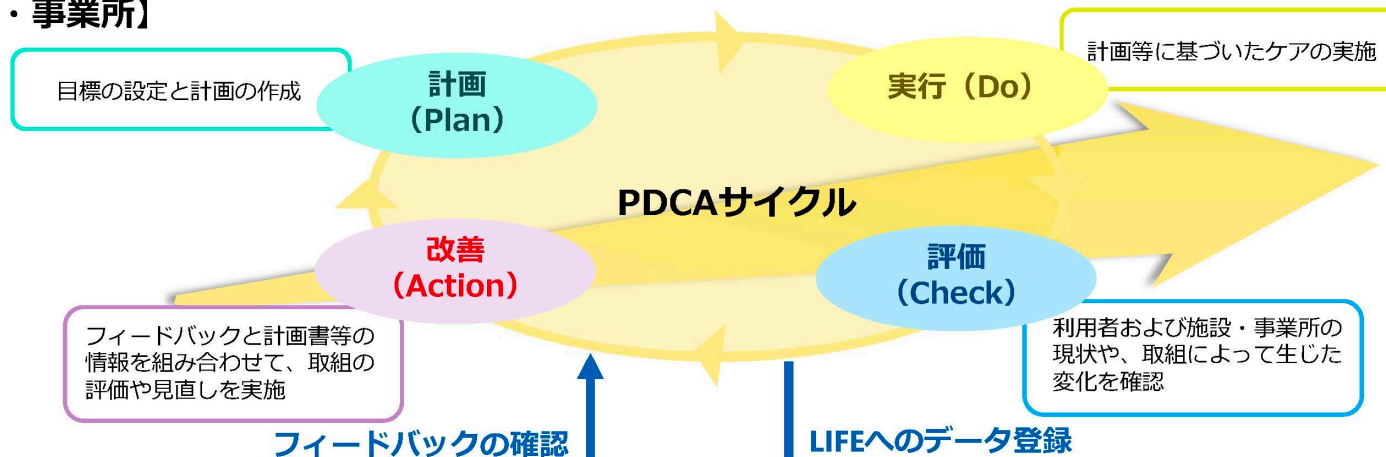 ・事業所】
目標の設定と計画の作成
計画
（Plan）
実行（Do）
計画等に基づいたケアの実施
PDCAサイクル
改善
（Action）
評価
（Check）
フィードバックと計画書等の
情報を組み合わせて、取組の
評価や見直しを実施
利用者および施設・事業所の
現状や、取組によって生じた
変化を確認
フィードバックの確認
LIFEへのデータ登録